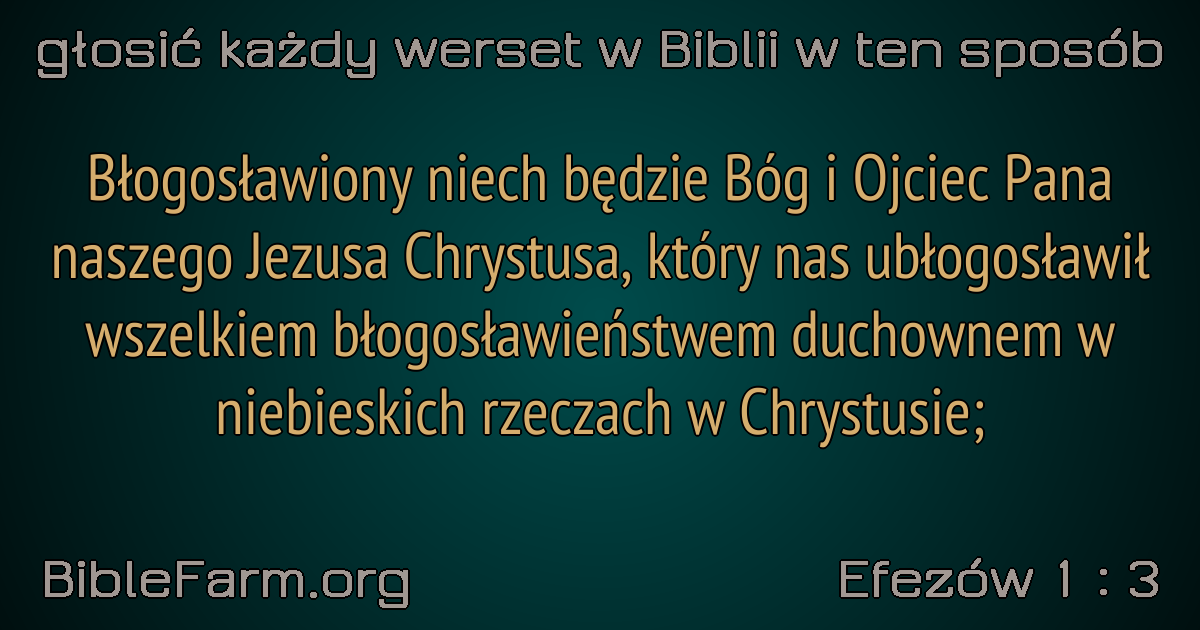 głosić każdy werset w Biblii w ten sposób
Błogosławiony niech będzie Bóg i Ojciec Pana
naszego Jezusa Chrystusa, który nas ubłogosławił
wszelkiem błogosławieństwem duchownem w
niebieskich rzeczach w Chrystusie;
BibleFarm.org
Efezów 1 : 3